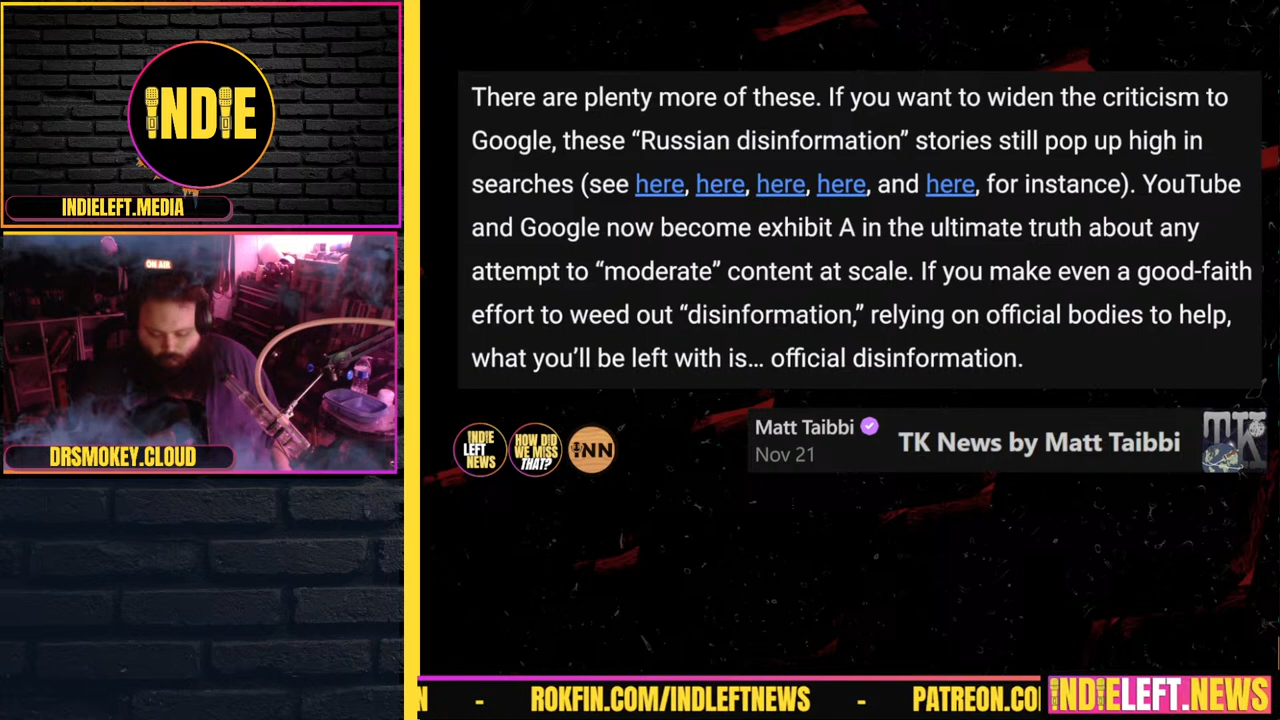 INDIE
INDIELEFT.MEDIA
ON AIR
DRSMOKEY.CLOUD
There are plenty more of these. If you want to widen the criticism to
Google, these “Russian disinformation” stories still pop up high in
searches (see here, here, here, here, and here, for instance). YouTube
and Google now become exhibit A in the ultimate truth about any
attempt to “moderate” content at scale. If you make even a good-faith
effort to weed out “disinformation,” relying on official bodies to help,
what you’ll be left with is… official disinformation.
INDIE
LEFT
NEWS
HOW DID
WE MISS
THAT?
INN
Matt Taibbi
Nov 21
TK News by Matt Taibbi
TK
N - ROKFIN.COM/INDLEFTNEWS - PATREON.CO
INDIELEFT.NEWS